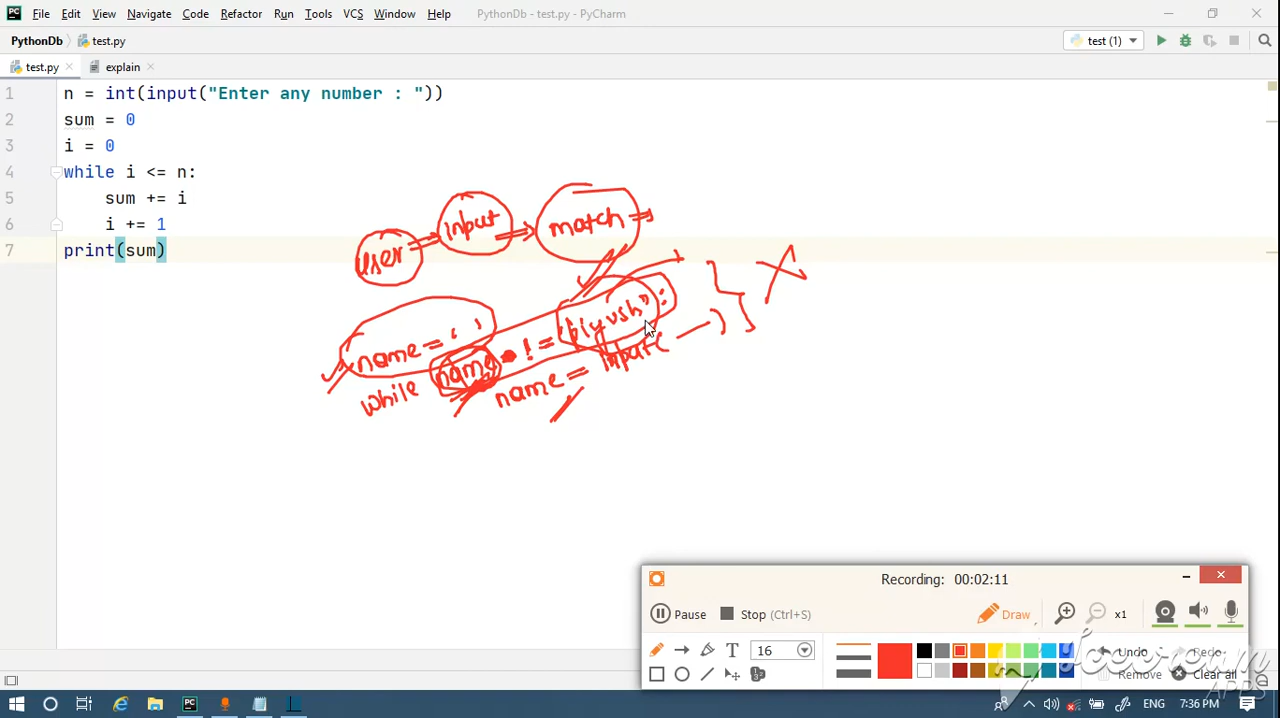 File Edit View Navigate Code Refactor Run Tools VCS Window Help PythonDb - test.py - PyCharm
PythonDb test.py test (1)
test.py explain
1 n = int(input("Enter any number : "))
2 sum = 0
3 i = 0
4 while i <= n:
5 sum += i
6 i += 1
7 print(sum)
user input match
name = ' '
while name != "piyush":
name = input(
)
Recording: 00:02:11
Pause Stop (Ctrl+S) Draw x1
T 16 Undo Redo
Remove Clear all
Icecream
APPS
ENG 7:36 PM